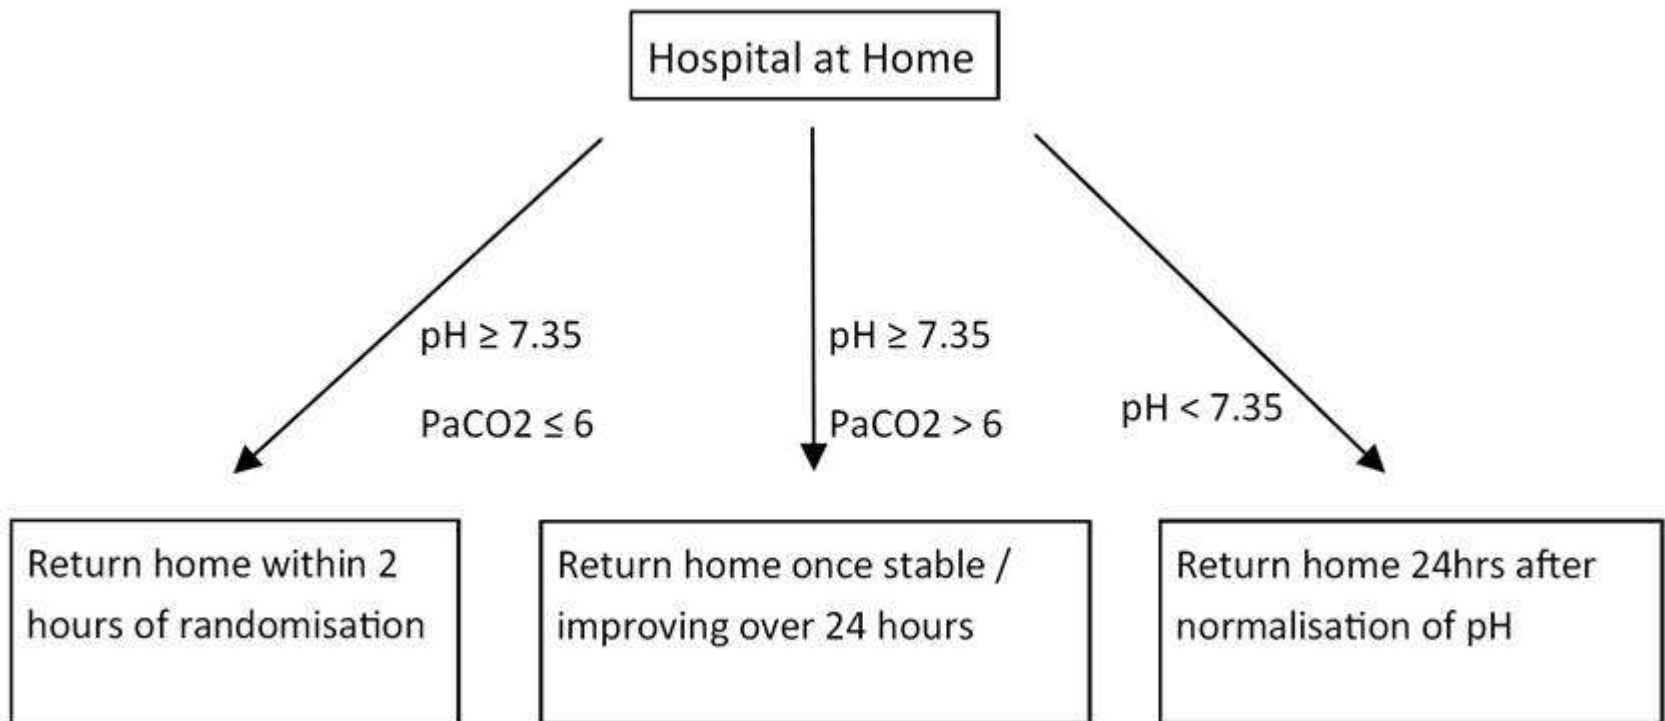 Hospital at Home
pH ≥ 7.35
PaCO2 ≤ 6
pH ≥ 7.35
PaCO2 > 6
pH < 7.35
Return home within 2
hours of randomisation
Return home once stable /
improving over 24 hours
Return home 24hrs after
normalisation of pH